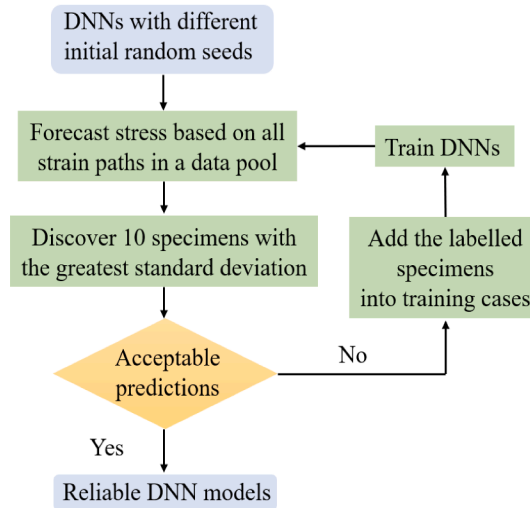 DNNs with different
initial random seeds
Forecast stress based on all
strain paths in a data pool
Train DNNs
Discover 10 specimens with
the greatest standard deviation
Add the labelled
specimens
into training cases
Acceptable
predictions
No
Yes
Reliable DNN models